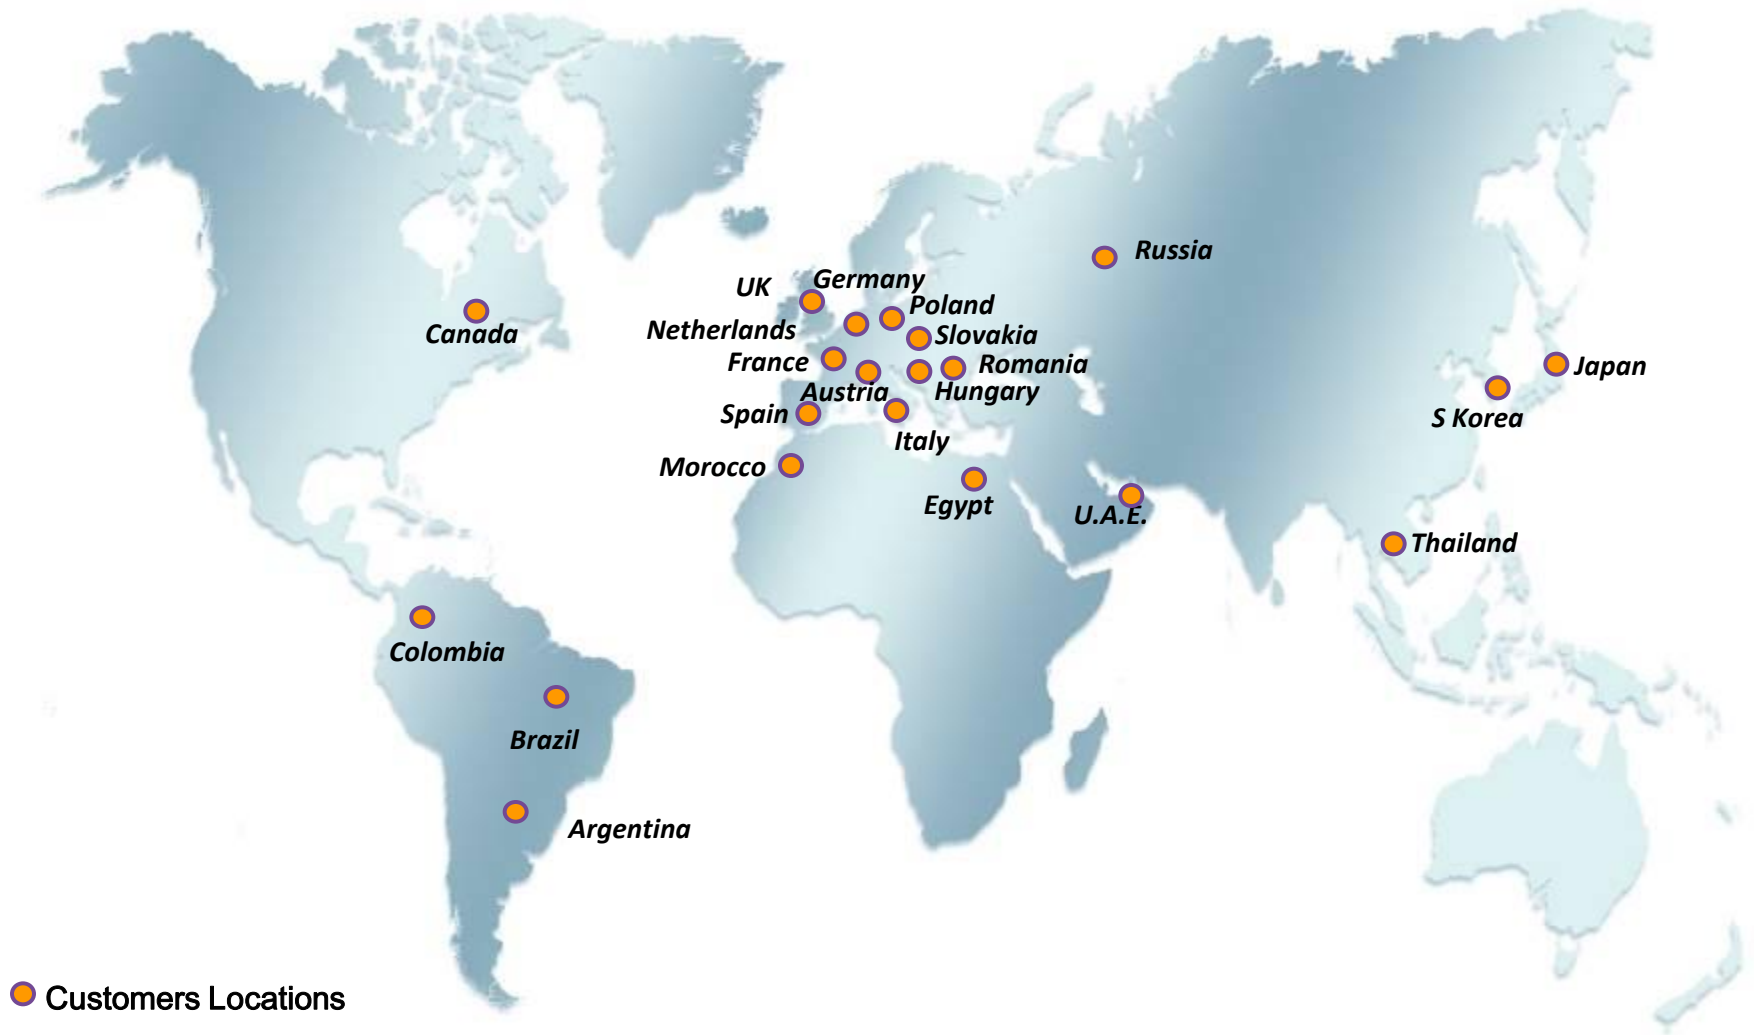 Russia
UK
Germany
Poland
Netherlands
Slovakia
Canada
France
Romania
Japan
Austria
Hungary
Spain
S Korea
Italy
Morocco
Egypt
U.A.E.
Thailand
Colombia
Brazil
Argentina
Customers Locations